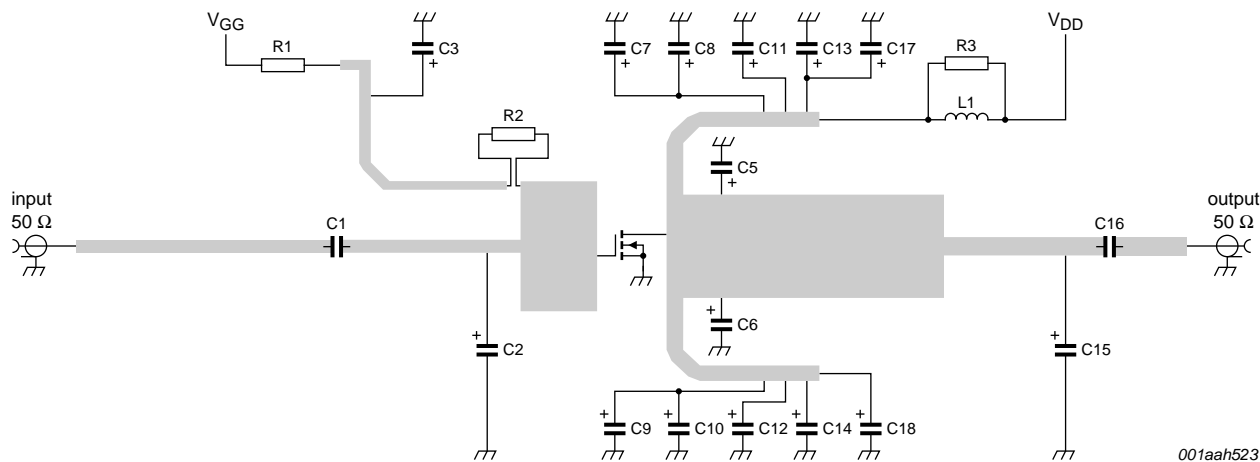 VGG
R1
C3
C7
C8
C11
C13
C17
R3
L1
VDD
R2
C5
input
50 Ω
C1
C16
output
50 Ω
+
+
+
+
+
+
+
+
C2
+
C6
+
C15
+
C9
+
C10
+
C12
+
C14
+
C18
+
001aah523